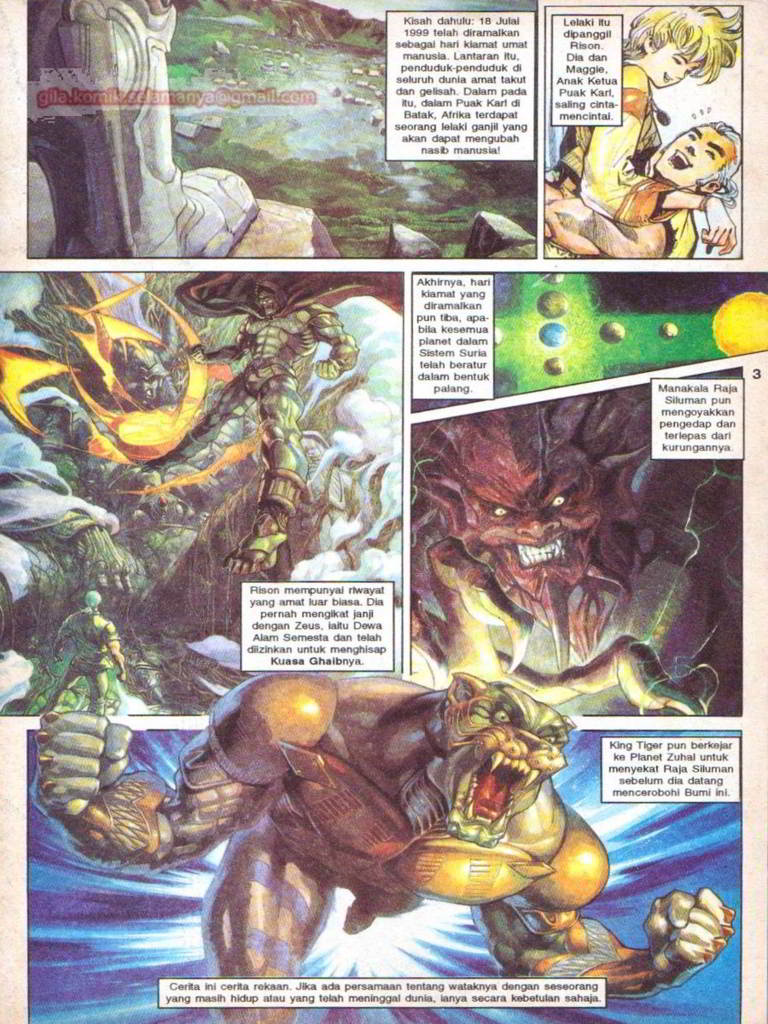 Kisah dahulu: 18 Julai
1999 telah diramalkan
sebagai hari kiamat umat
manusia. Lantaran itu,
penduduk-penduduk di
seluruh dunia amat takut
dan gelisah. Dalam pada
itu, dalam Puak Karl di
Batak, Afrika terdapat
seorang lelaki ganjil yang
akan dapat mengubah
nasib manusia!
gila.komik.selamanya@gmail.com
Lelaki itu
dipanggil
Rison.
Dia dan
Maggie,
Anak Ketua
Puak Karl,
saling cinta-
mencintai.
Rison mempunyai riwayat
yang amat luar biasa. Dia
pernah mengikat janji
dengan Zeus, iaitu Dewa
Alam Semesta dan telah
diizinkan untuk menghisap
Kuasa Ghaibnya.
Akhirnya, hari
kiamat yang
diramalkan
pun tiba, apa-
bila kesemua
planet dalam
Sistem Suria
telah beratur
dalam bentuk
palang.
3
Manakala Raja
Siluman pun
mengoyakkan
pengedap dan
terlepas dari
kurungannya.
King Tiger pun berkejar
ke Planet Zuhal untuk
menyekat Raja Siluman
sebelum dia datang
mencerobohi Bumi ini.
Cerita ini cerita rekaan. Jika ada persamaan tentang wataknya dengan seseorang
yang masih hidup atau yang telah meninggal dunia, ianya secara kebetulan sahaja.